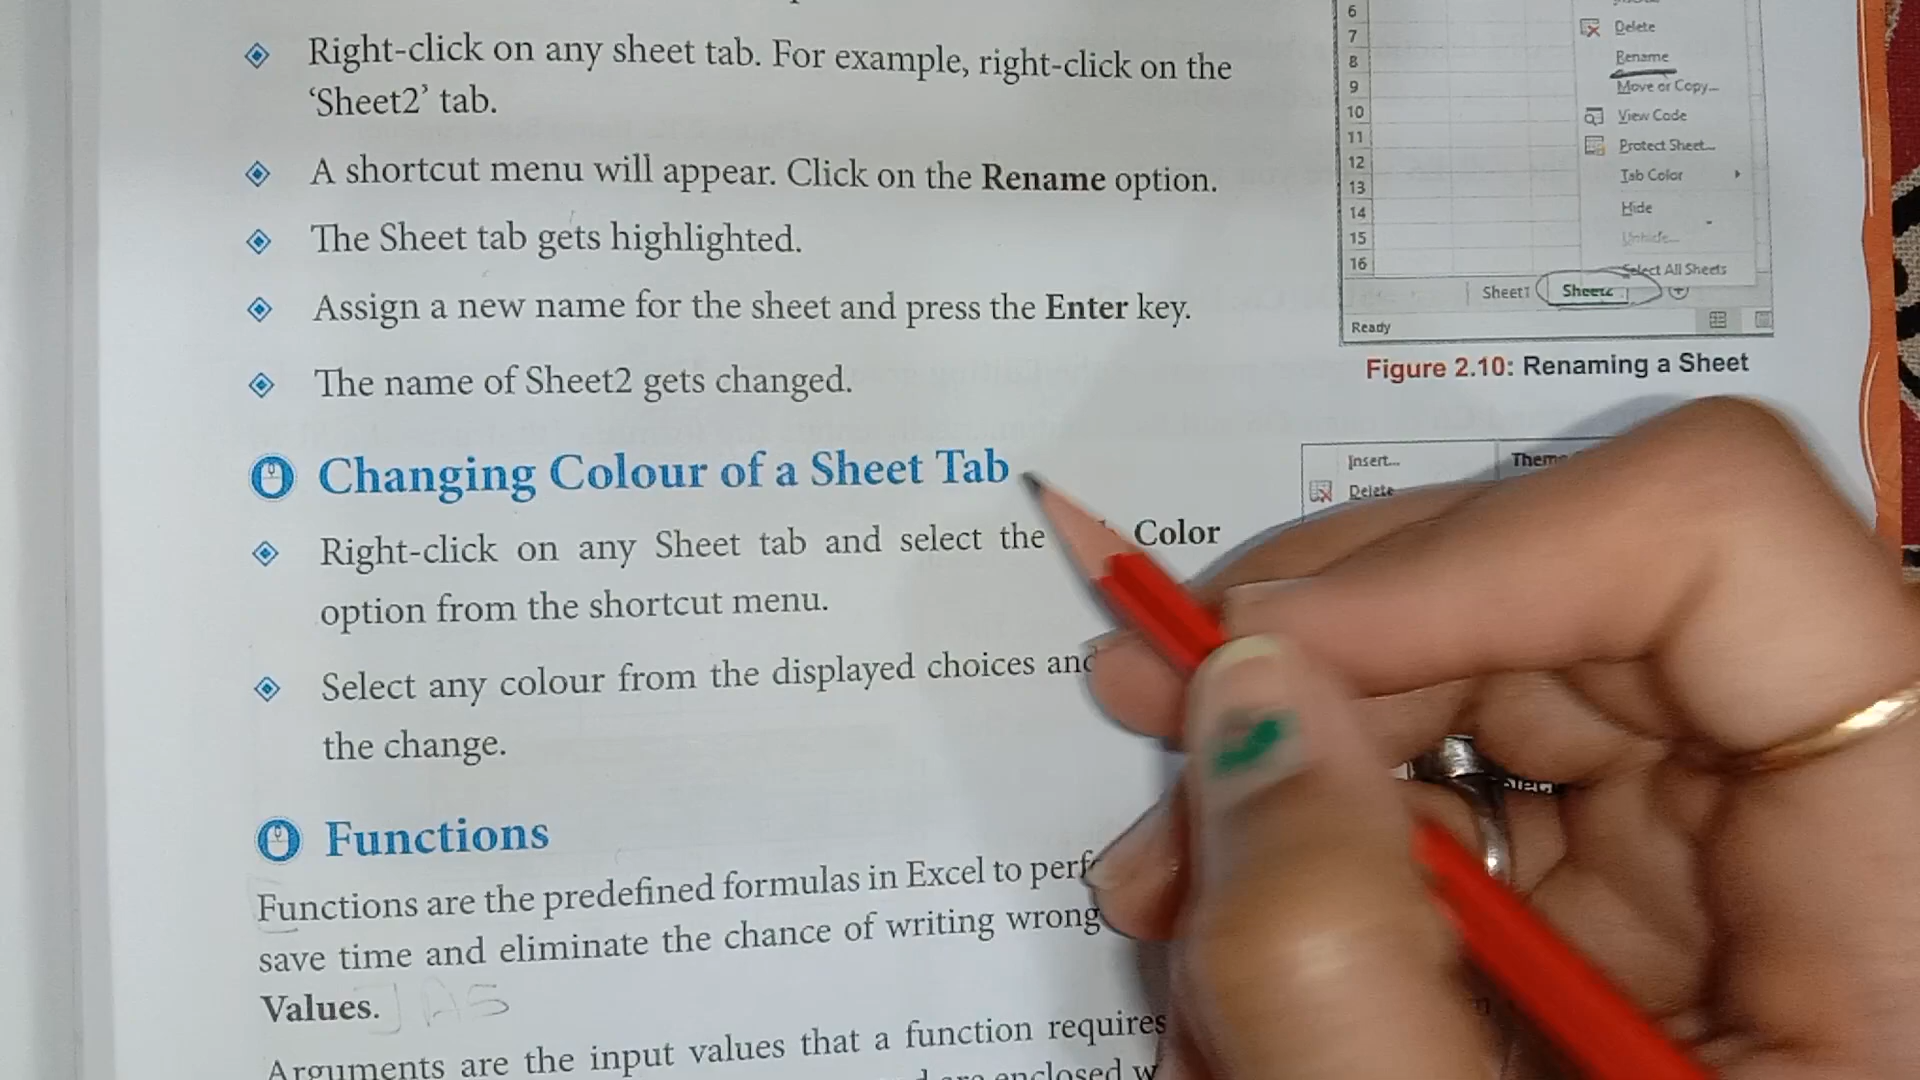 Right-click on any sheet tab. For example, right-click on the
‘Sheet2’ tab.
A shortcut menu will appear. Click on the Rename option.
The Sheet tab gets highlighted.
Assign a new name for the sheet and press the Enter key.
The name of Sheet2 gets changed.
6
7
8
9
10
11
12
13
14
15
16
Delete
Rename
Move or Copy...
View Code
Protect Sheet...
Tab Color
Hide
Unhide...
Select All Sheets
Sheet1
Ready
Figure 2.10: Renaming a Sheet
Changing Colour of a Sheet Tab
Right-click on any Sheet tab and select the Color
option from the shortcut menu.
Select any colour from the displayed choices and
the change.
Insert...
Delete
Functions
Functions are the predefined formulas in Excel to
save time and eliminate the chance of writing wrong
Values.
Arguments are the input values that a function requires
enclosed